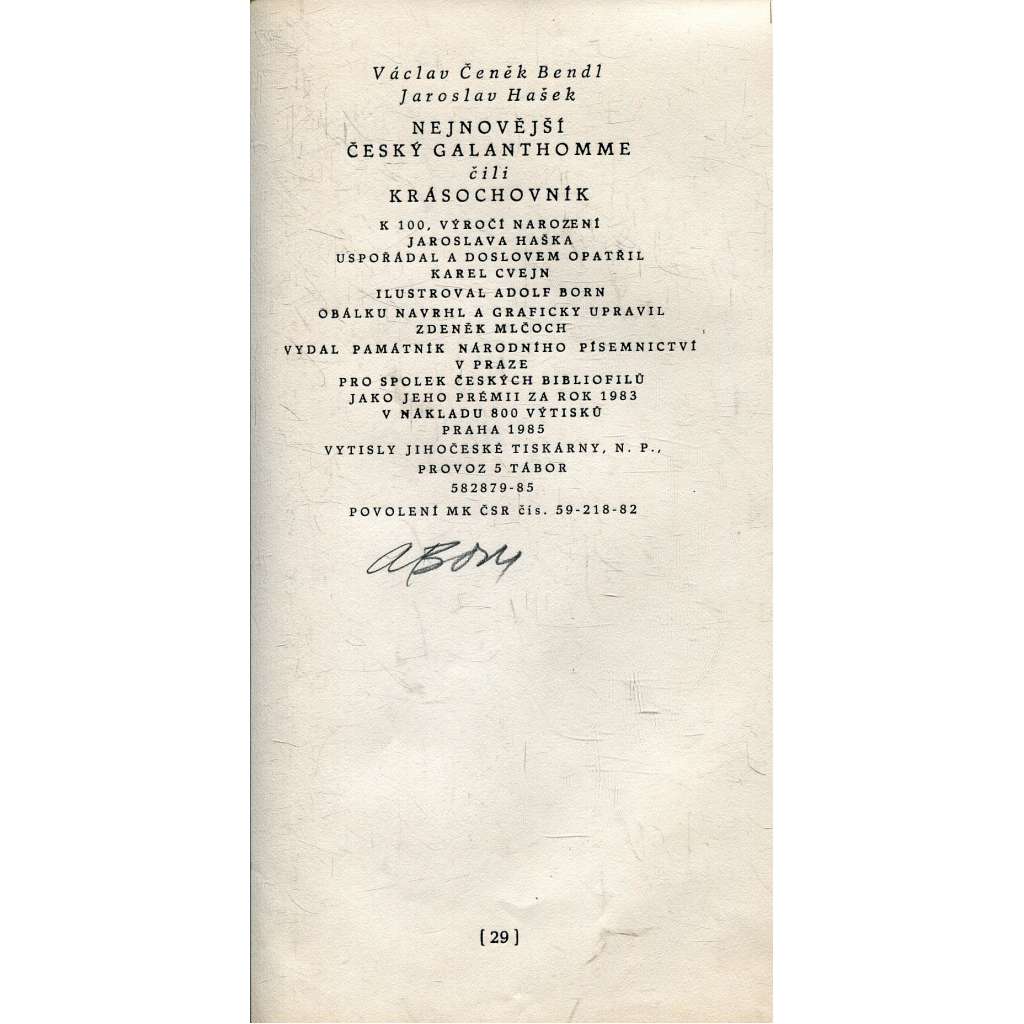 Václav Čeněk Bendl
Jaroslav Hašek
NEJNOVĚJŠÍ
ČESKÝ GALANTHOMME
čili
KRÁSOCHOVNÍK
K 100, VÝROČÍ NAROZENÍ
JAROSLAVA HAŠKA
USPOŘÁDAL A DOSLOVEM OPATŘIL
KAREL CVEJN
ILUSTROVAL ADOLF BORN
OBÁLKU NAVRHL A GRAFICKY UPRAVIL
ZDENĚK MLČOCH
VYDAL PAMÁTNÍK NÁRODNÍHO PÍSEMNICTVÍ
V PRAZE
PRO SPOLEK ČESKÝCH BIBLIOFILŮ
JAKO JEHO PRÉMII ZA ROK 1983
V NÁKLADU 800 VÝTISKŮ
PRAHA 1985
VYTISLY JIHOČESKÉ TISKÁRNY, N. P.,
PROVOZ 5 TÁBOR
582879-85
POVOLENÍ MK ČSR čís. 59-218-82
ABorn
[ 29 ]